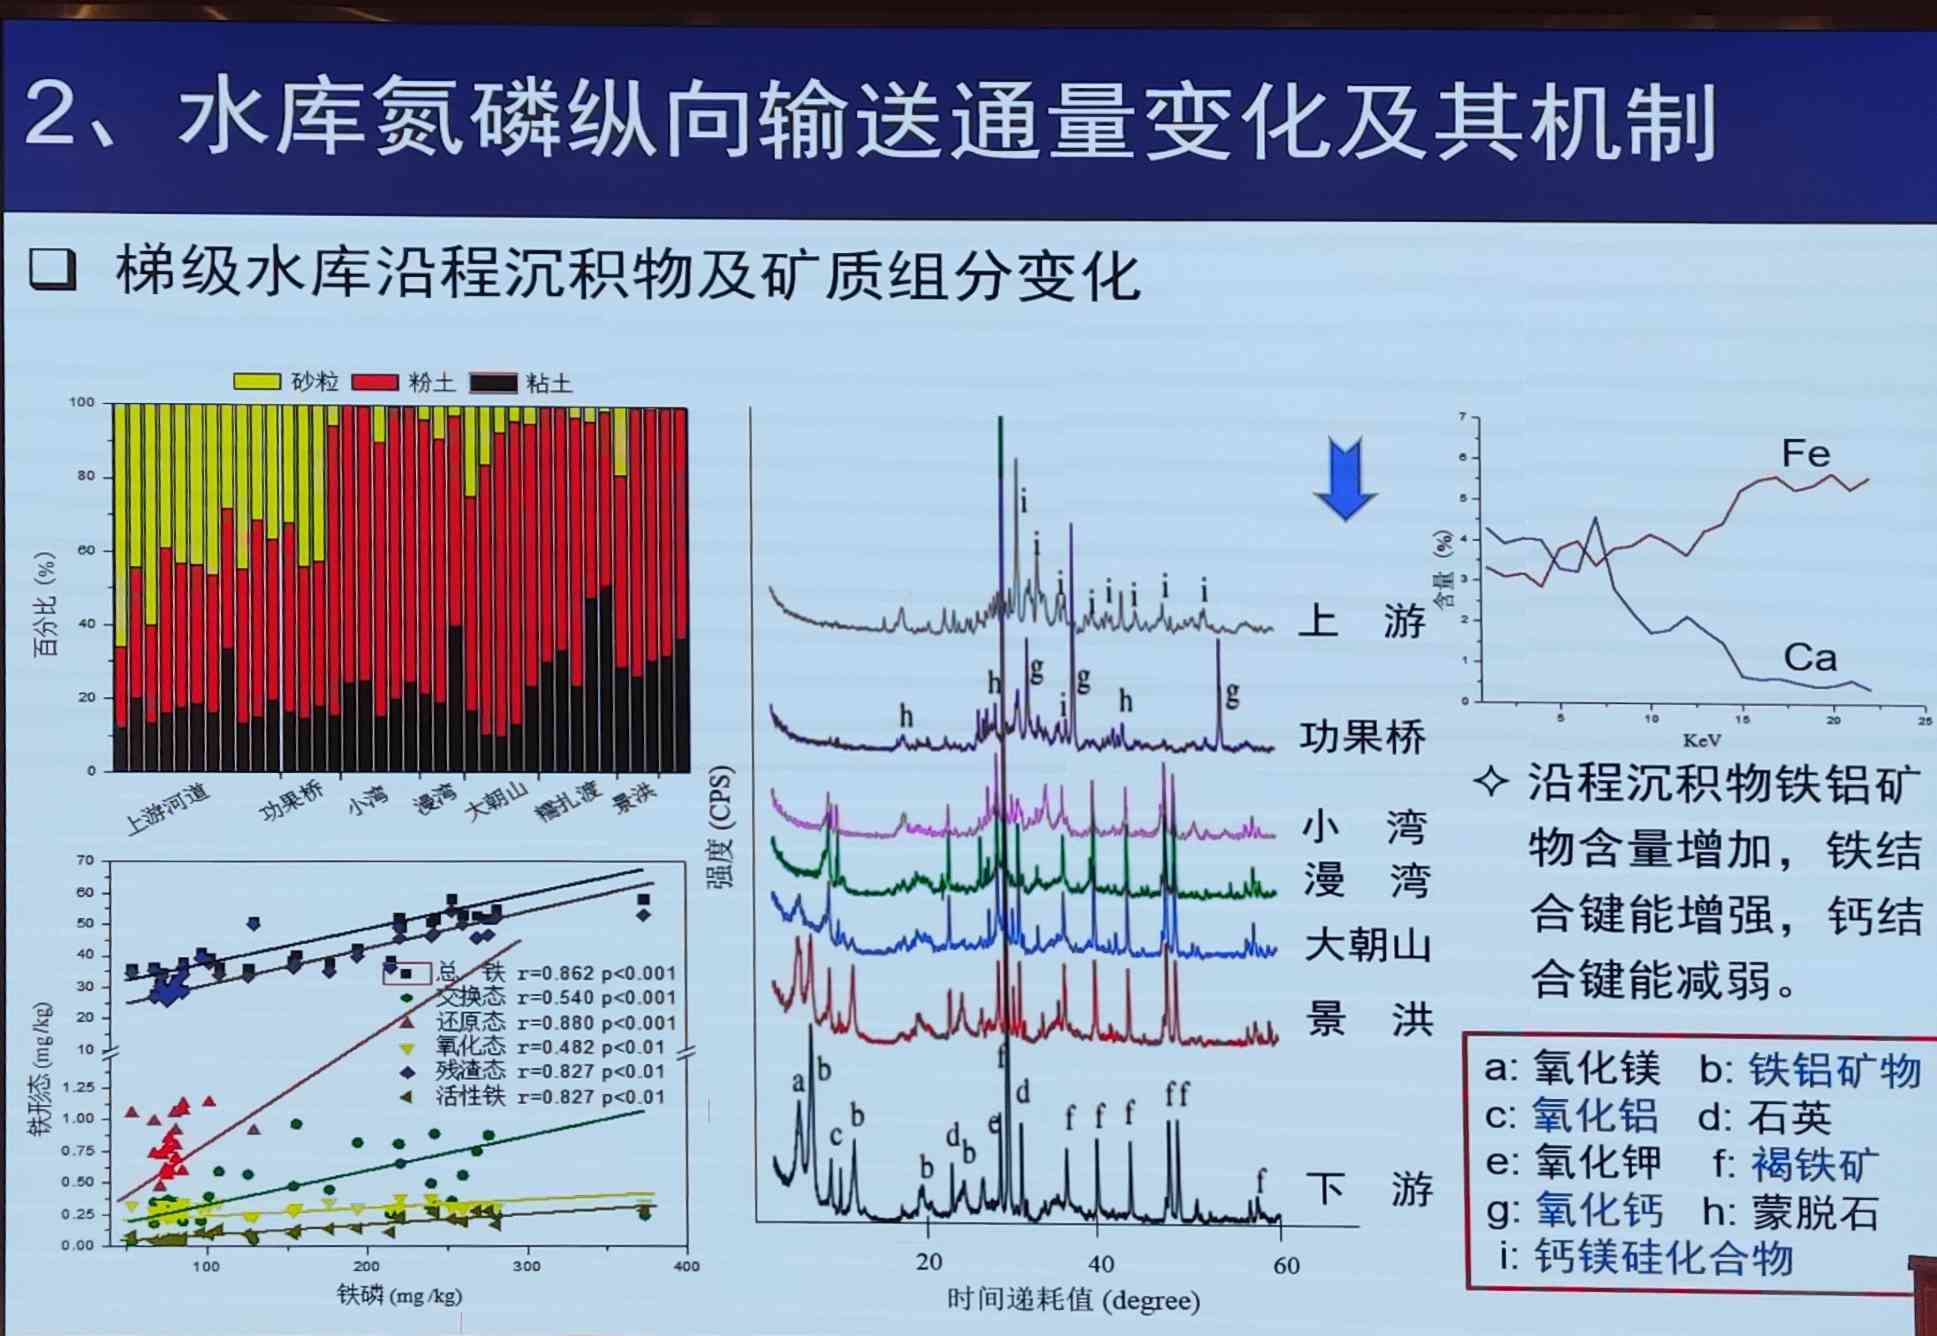 2、水库氮磷纵向输送通量变化及其机制
梯级水库沿程沉积物及矿质组分变化
砂粒 粉土 粘土
100
80
60
40
20
0
百分比 (%)
上游河道 功果桥 小湾 漫湾 大朝山 糯扎渡 景洪
70
60
50
40
30
20
10
1.25
1.00
0.75
0.50
0.25
0.00
铁形态 (mg/kg)
总 铁 r=0.862 p<0.001
交换态 r=0.540 p<0.001
还原态 r=0.880 p<0.001
氧化态 r=0.482 p<0.01
残渣态 r=0.827 p<0.01
活性铁 r=0.827 p<0.01
100 200 300 400
铁磷 (mg/kg)
强度 (CPS)
i i i i i i i i
上 游
h h g i g h g
功果桥
小 湾
漫 湾
大朝山
景 洪
a b c b b d b e f d f f f f f f
下 游
20 40 60
时间递耗值 (degree)
7
6
5
4
3
2
1
0
含量 (%)
Fe
Ca
5 10 15 20 25
KeV
✧ 沿程沉积物铁铝矿
物含量增加，铁结
合键能增强，钙结
合键能减弱。
a: 氧化镁 b: 铁铝矿物
c: 氧化铝 d: 石英
e: 氧化钾 f: 褐铁矿
g: 氧化钙 h: 蒙脱石
i: 钙镁硅化合物